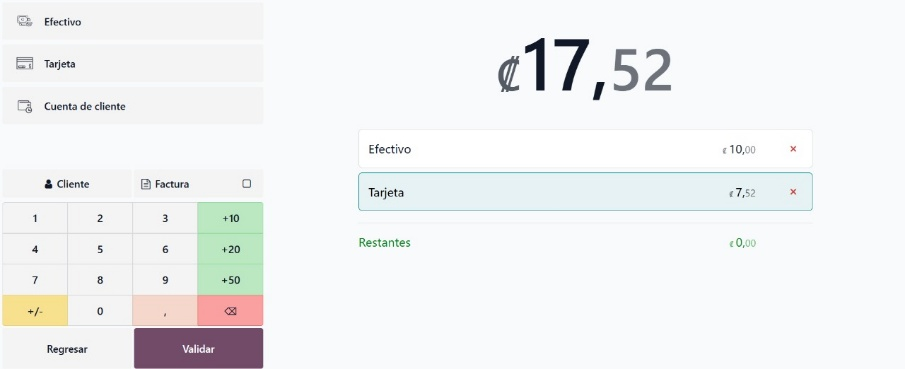 Efectivo
Tarjeta
Cuenta de cliente
Cliente Factura
1 2 3 +10
4 5 6 +20
7 8 9 +50
+/- 0 , ⌫
Regresar Validar
₡17,52
Efectivo ₡ 10,00 ×
Tarjeta ₡ 7,52 ×
Restantes ₡ 0,00